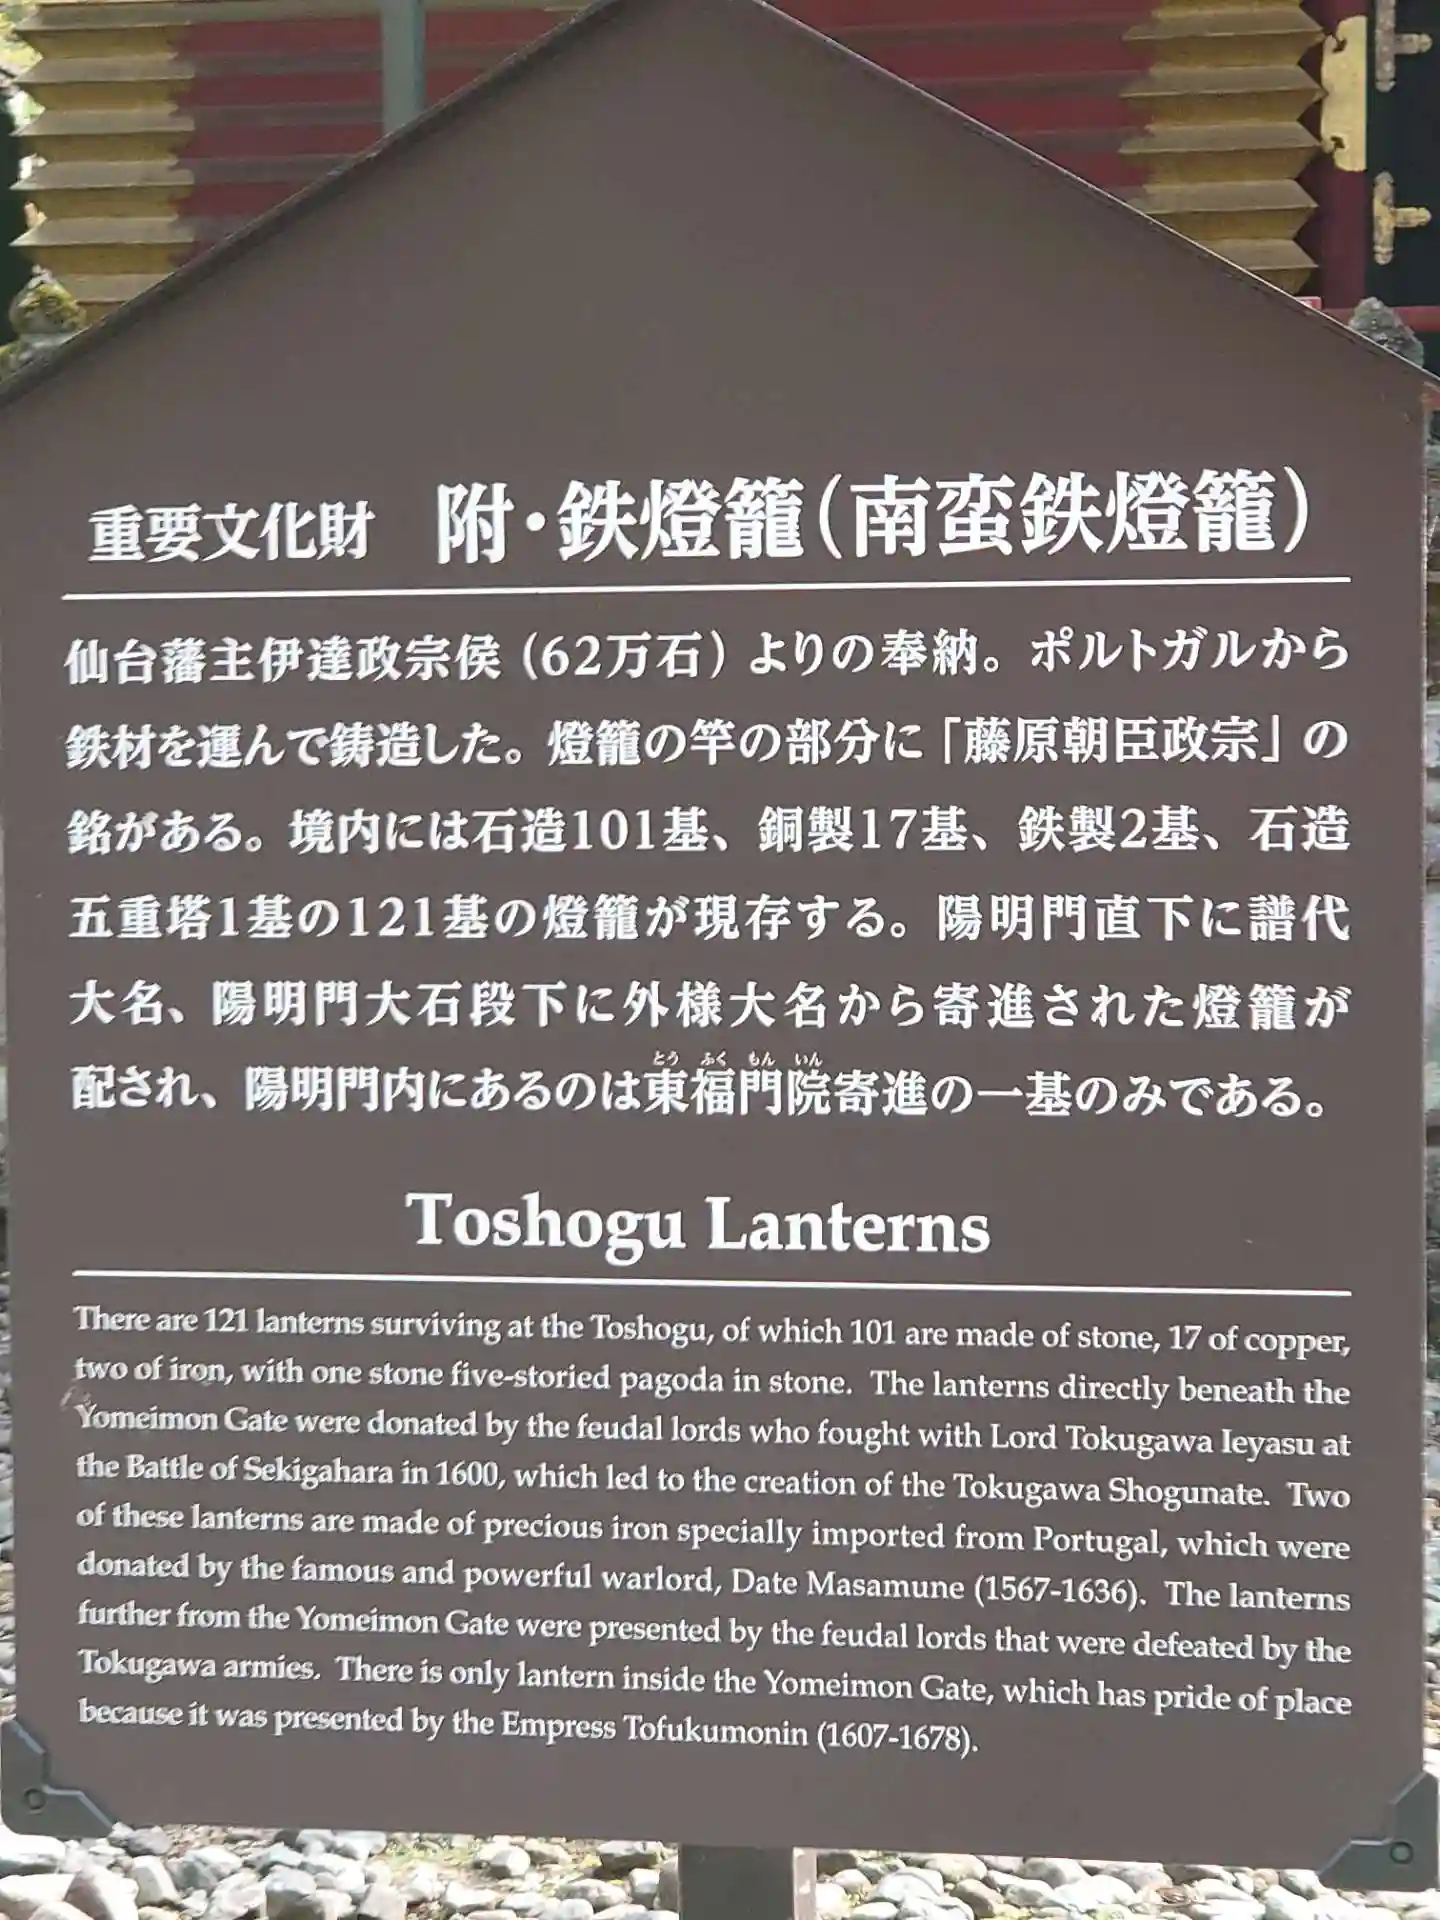 重要文化財　附・鉄燈籠（南蛮鉄燈籠）
仙台藩主伊達政宗侯（62万石）よりの奉納。ポルトガルから
鉄材を運んで鋳造した。燈籠の竿の部分に「藤原朝臣政宗」の
銘がある。境内には石造101基、銅製17基、鉄製2基、石造
五重塔1基の121基の燈籠が現存する。陽明門直下に譜代
大名、陽明門大石段下に外様大名から寄進された燈籠が
とう ふく もん いん
配され、陽明門内にあるのは東福門院寄進の一基のみである。
Toshogu Lanterns
There are 121 lanterns surviving at the Toshogu, of which 101 are made of stone, 17 of copper,
two of iron, with one stone five-storied pagoda in stone. The lanterns directly beneath the
Yomeimon Gate were donated by the feudal lords who fought with Lord Tokugawa Ieyasu at
the Battle of Sekigahara in 1600, which led to the creation of the Tokugawa Shogunate. Two
of these lanterns are made of precious iron specially imported from Portugal, which were
donated by the famous and powerful warlord, Date Masamune (1567-1636). The lanterns
further from the Yomeimon Gate were presented by the feudal lords that were defeated by the
Tokugawa armies. There is only lantern inside the Yomeimon Gate, which has pride of place
because it was presented by the Empress Tofukumonin (1607-1678).